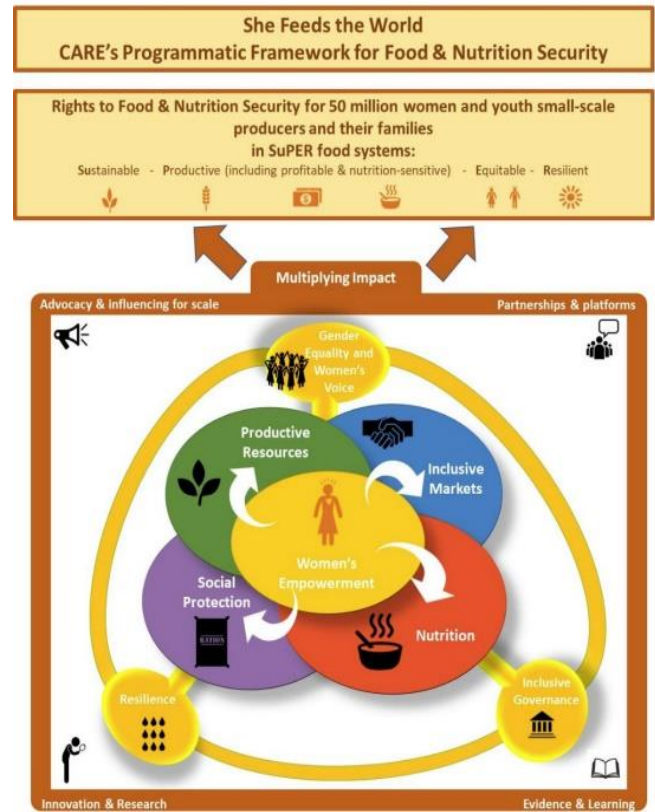 She Feeds the World
CARE's Programmatic Framework for Food & Nutrition Security
Rights to Food & Nutrition Security for 50 million women and youth small-scale
producers and their families
in SuPER food systems:
Sustainable - Productive (including profitable & nutrition-sensitive) - Equitable - Resilient
Multiplying Impact
Advocacy & influencing for scale
Partnerships & platforms
Gender
Equality and
Women's
Voice
Productive
Resources
Inclusive
Markets
Women's
Empowerment
Social
Protection
RATION
Nutrition
Resilience
Inclusive
Governance
Innovation & Research
Evidence & Learning